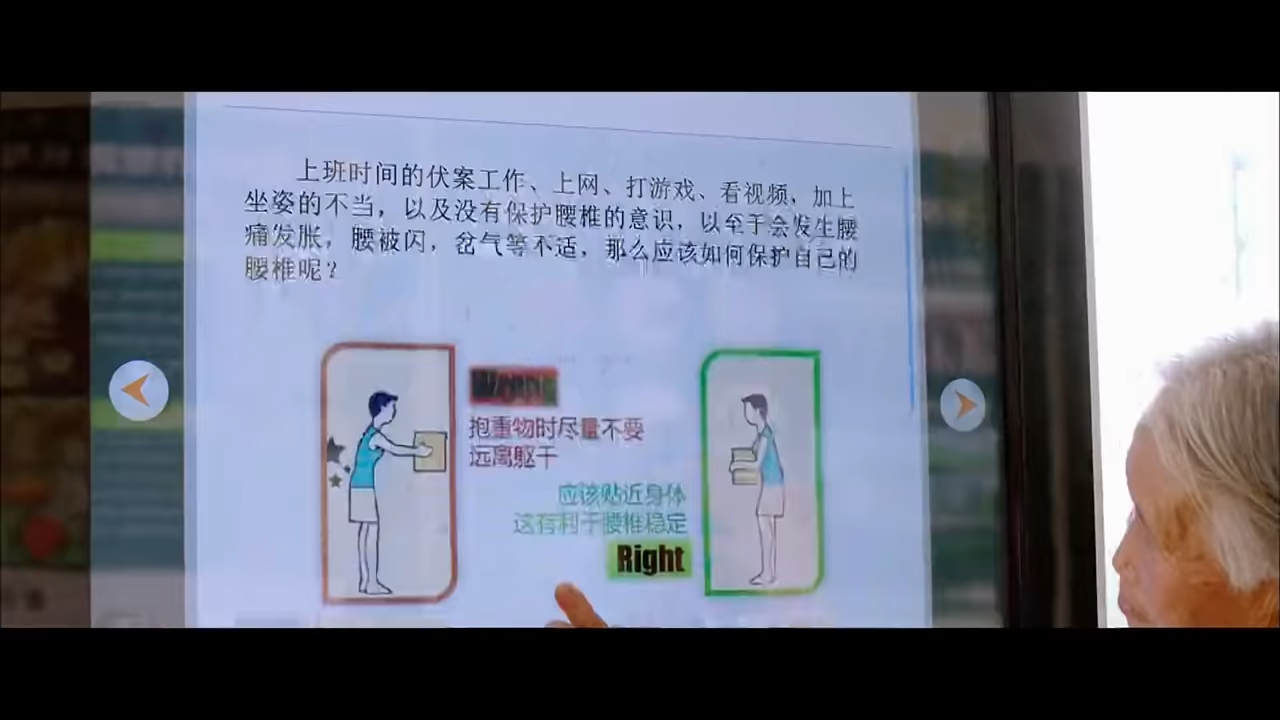 上班时间的伏案工作、上网、打游戏、看视频，加上
坐姿的不当，以及没有保护腰椎的意识，以至于会发生腰
痛发胀，腰被闪，岔气等不适，那么应该如何保护自己的
腰椎呢？
Wrong
抱重物时尽量不要
远离躯干
应该贴近身体
这有利于腰椎稳定
Right